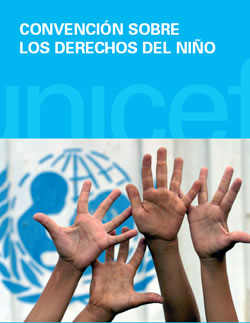 CONVENCIÓN SOBRE
LOS DERECHOS DEL NIÑO
unicef